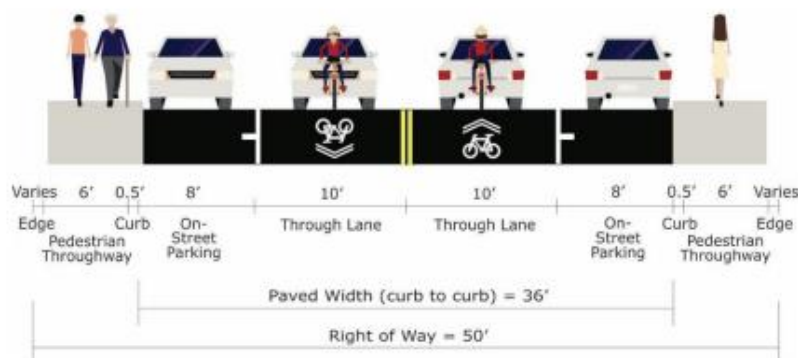 Varies 6' 0.5' 8' 10' 10' 8' 0.5' 6' Varies
Edge Curb On- Through Lane Through Lane On- Curb Edge
Pedestrian Street Street Pedestrian
Throughway Parking Parking Throughway
Paved Width (curb to curb) = 36'
Right of Way = 50'